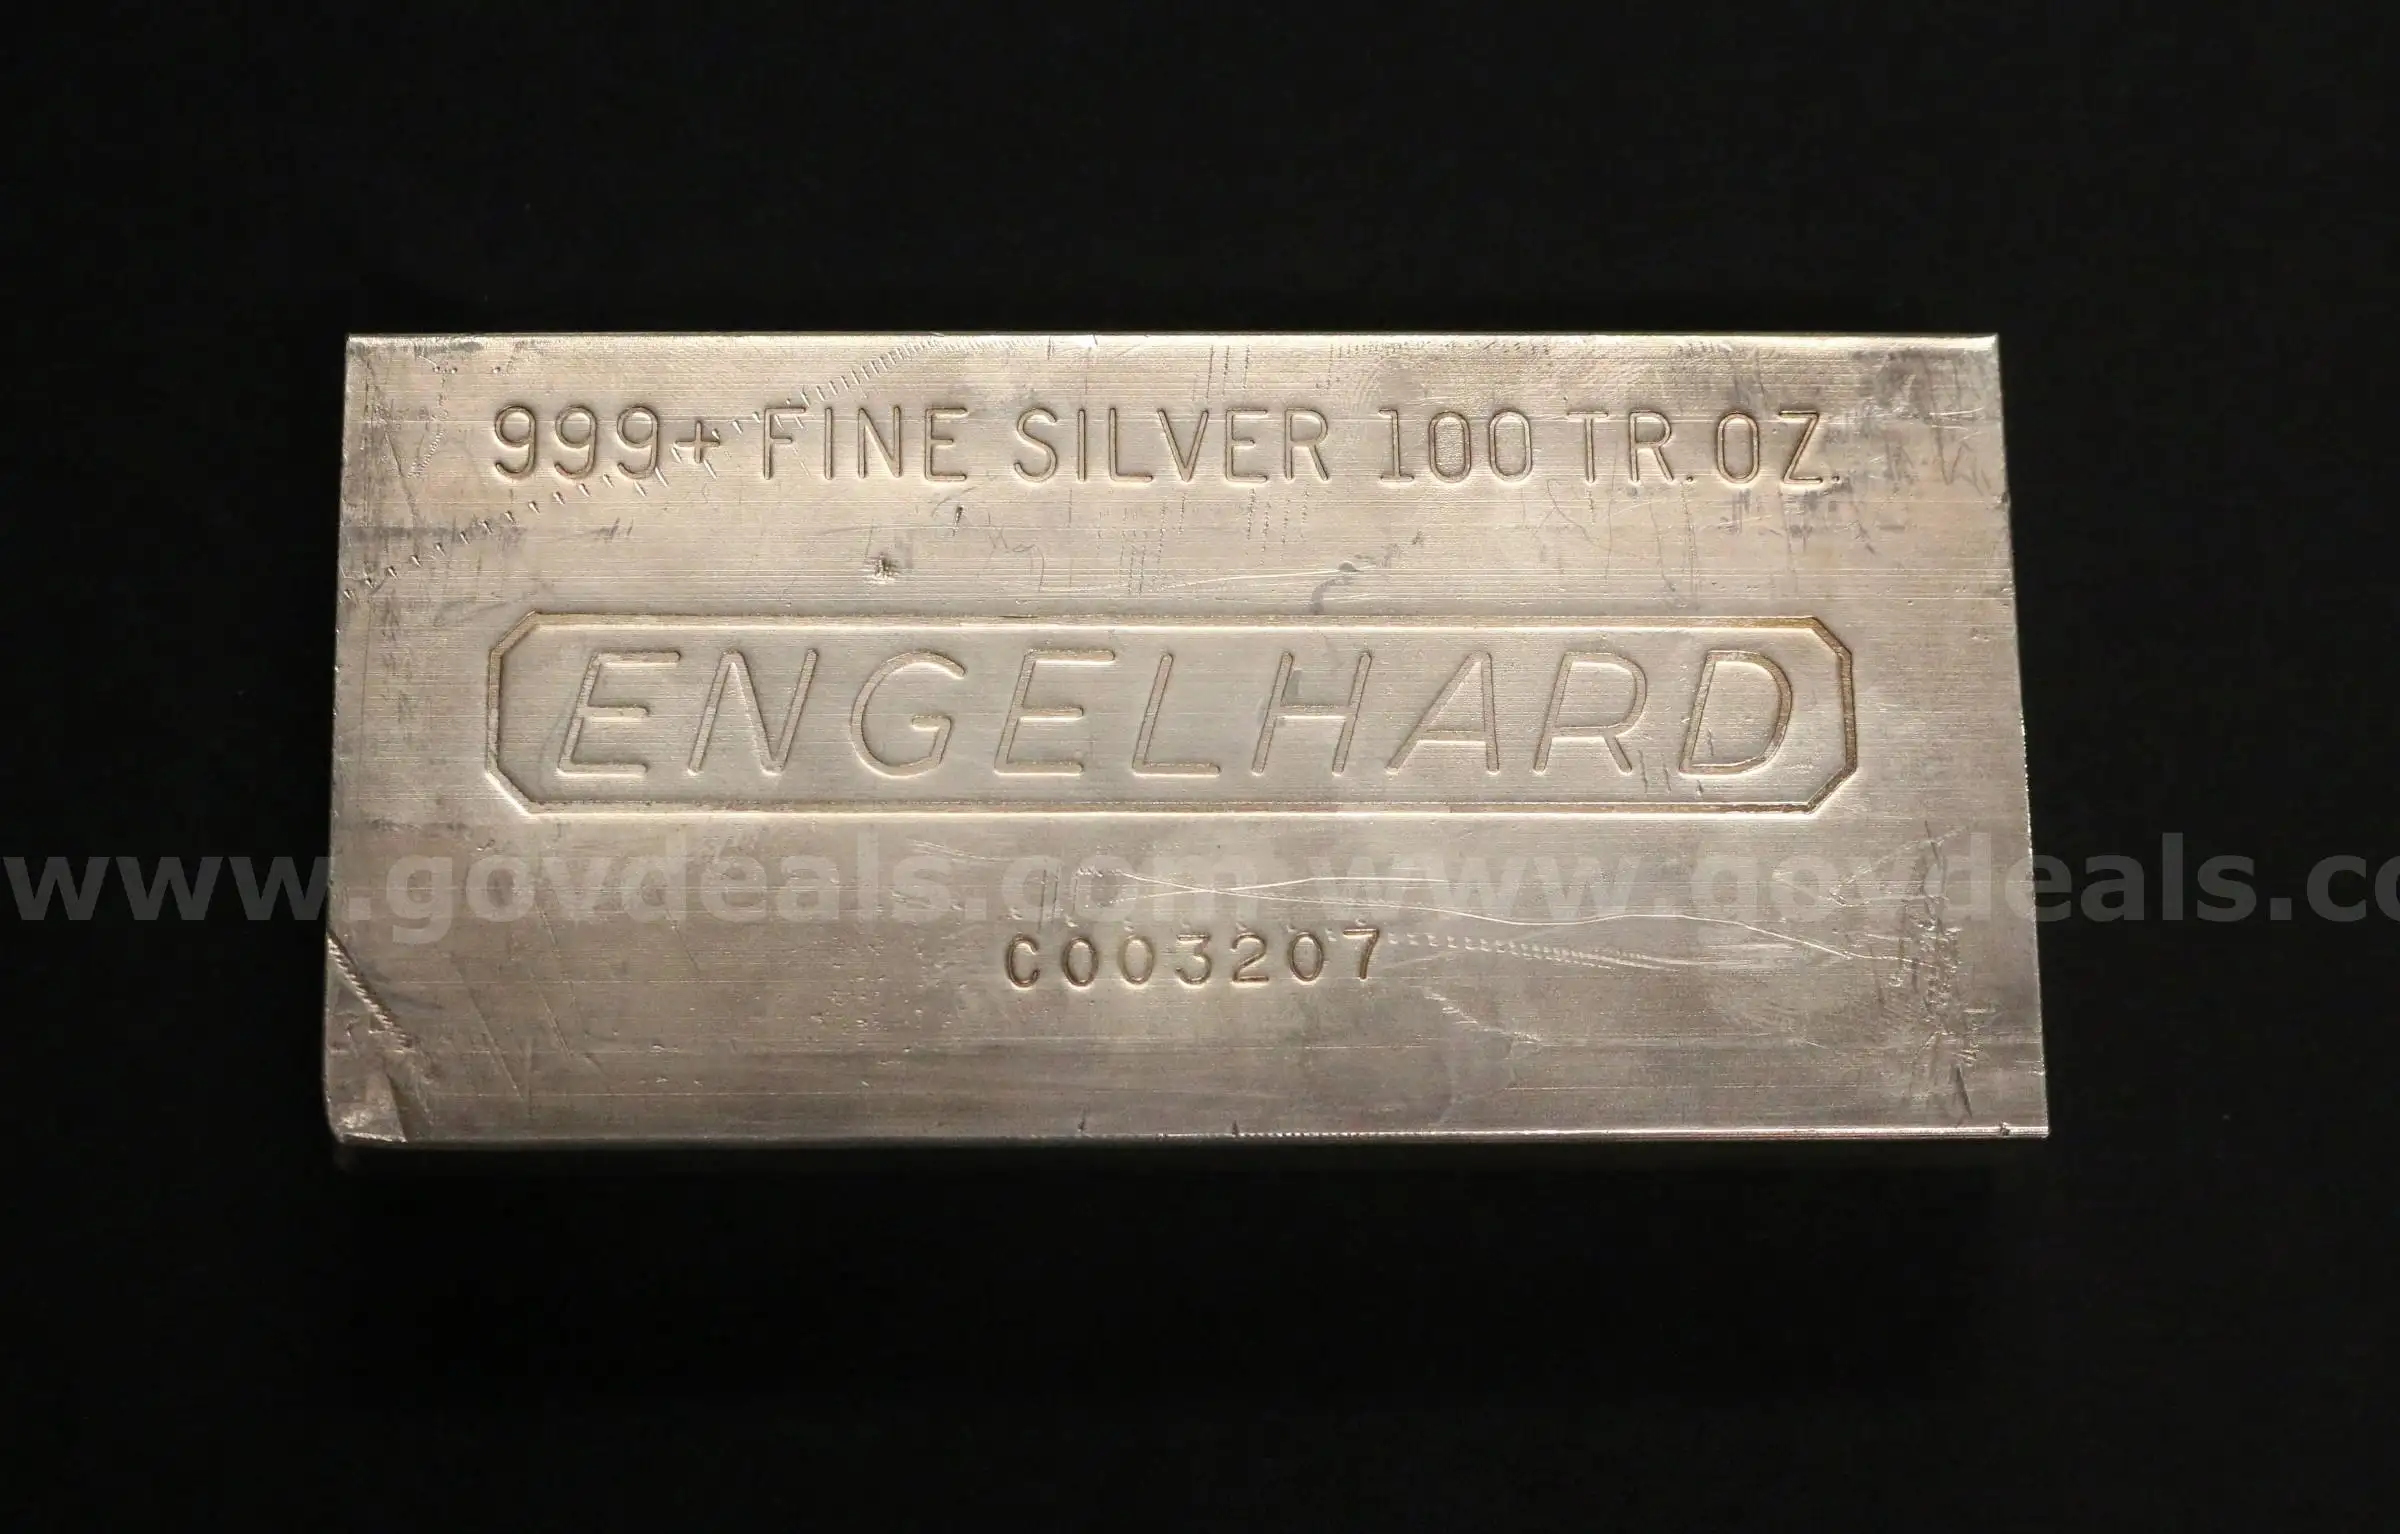 999+ FINE SILVER 100 TR. OZ.
ENGELHARD
www.govdeals.com www.govdeals.co
C003207